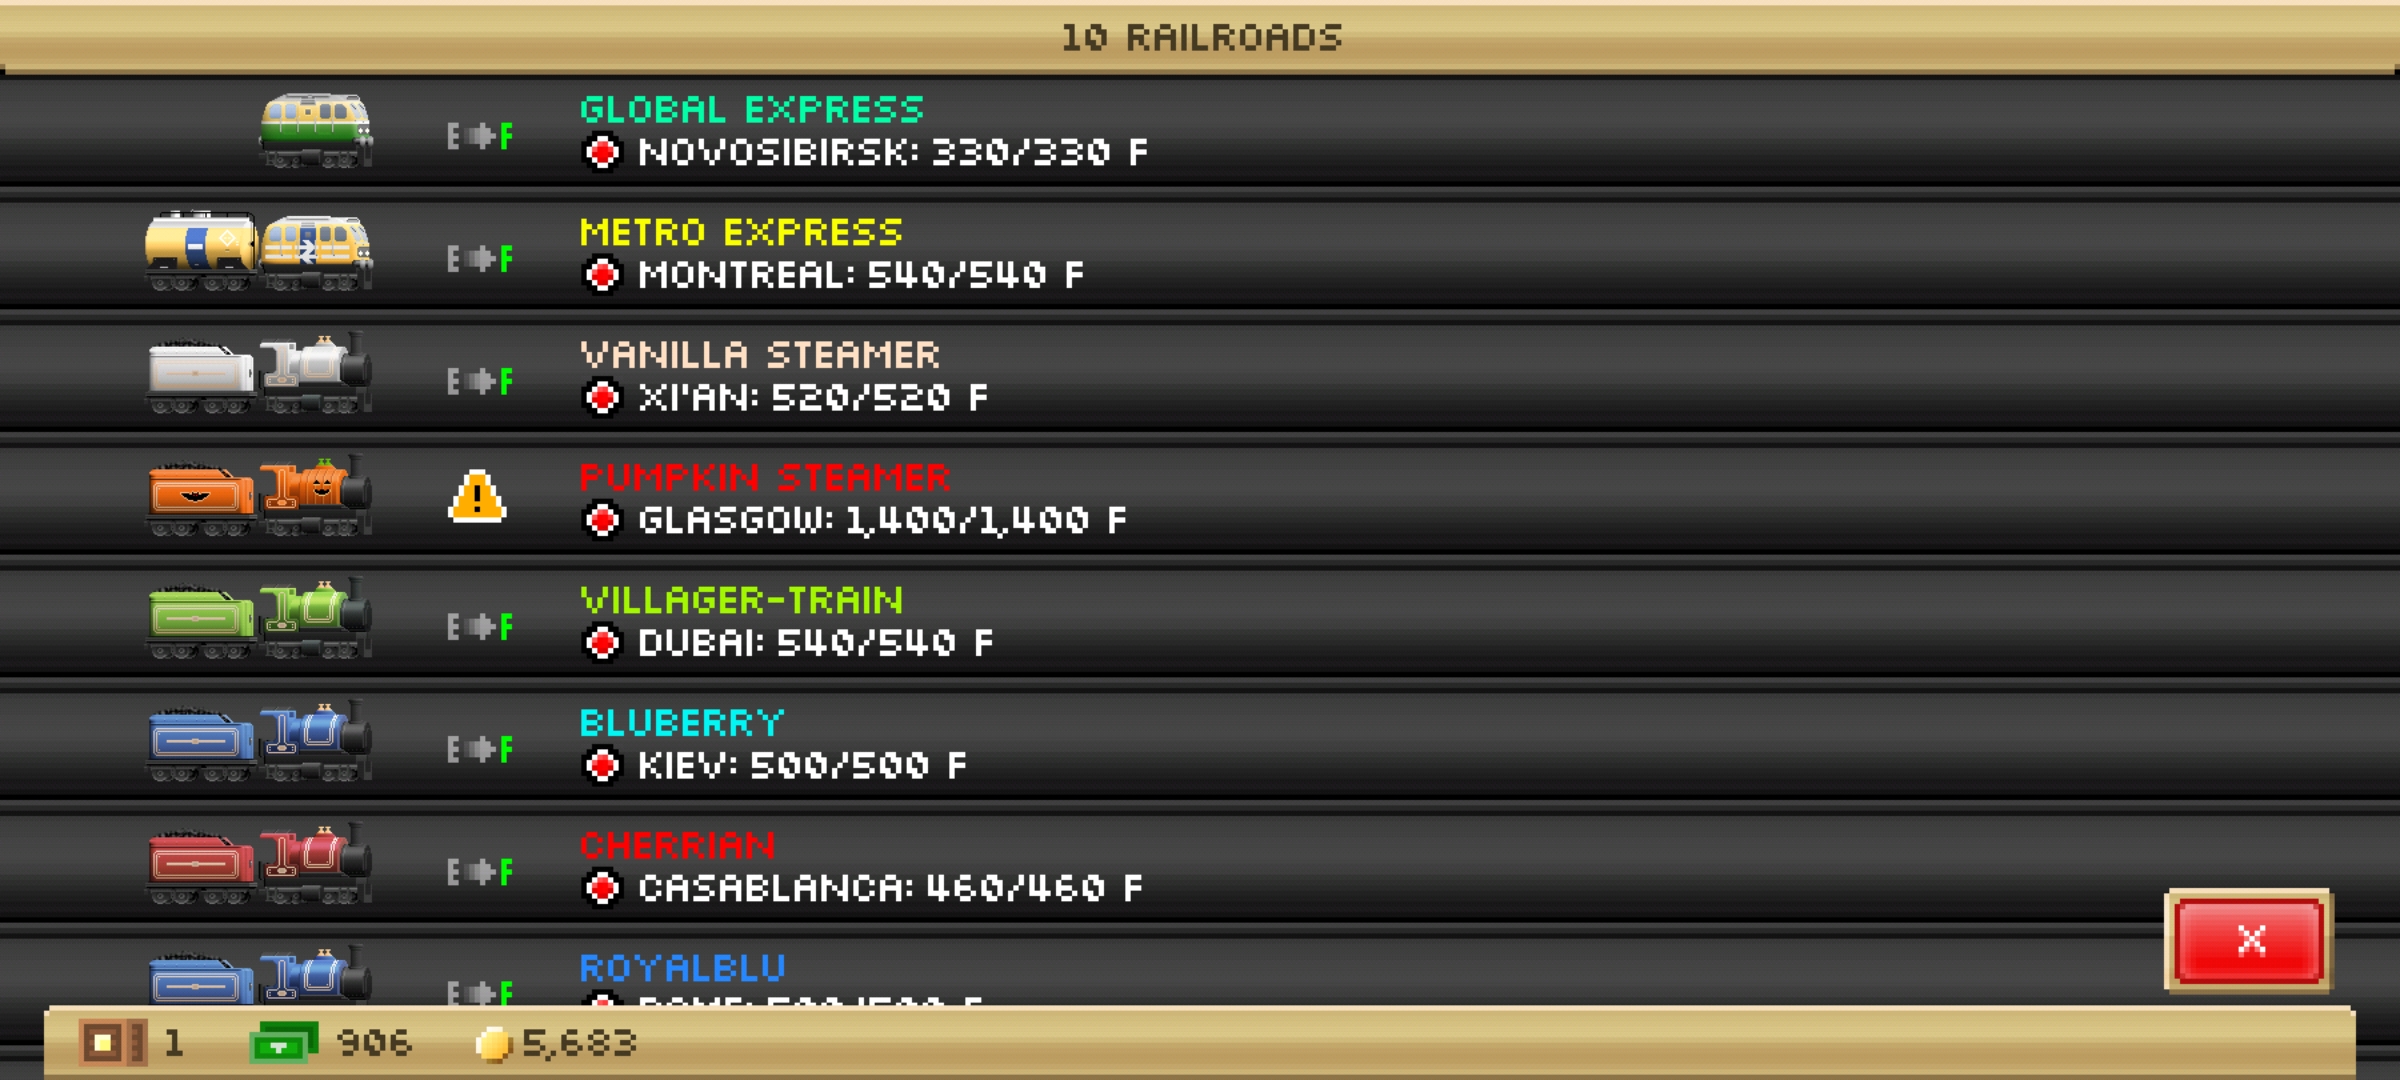 10 RAILROADS
GLOBAL EXPRESS
E F
NOVOSIBIRSK: 330/330 F
METRO EXPRESS
E F
MONTREAL: 540/540 F
VANILLA STEAMER
E F
XI'AN: 520/520 F
PUMPKIN STEAMER
!
GLASGOW: 1,400/1,400 F
VILLAGER-TRAIN
E F
DUBAI: 540/540 F
BLUBERRY
E F
KIEV: 500/500 F
CHERRIAN
E F
CASABLANCA: 460/460 F
X
ROYALBLU
E F
1 906 5,683